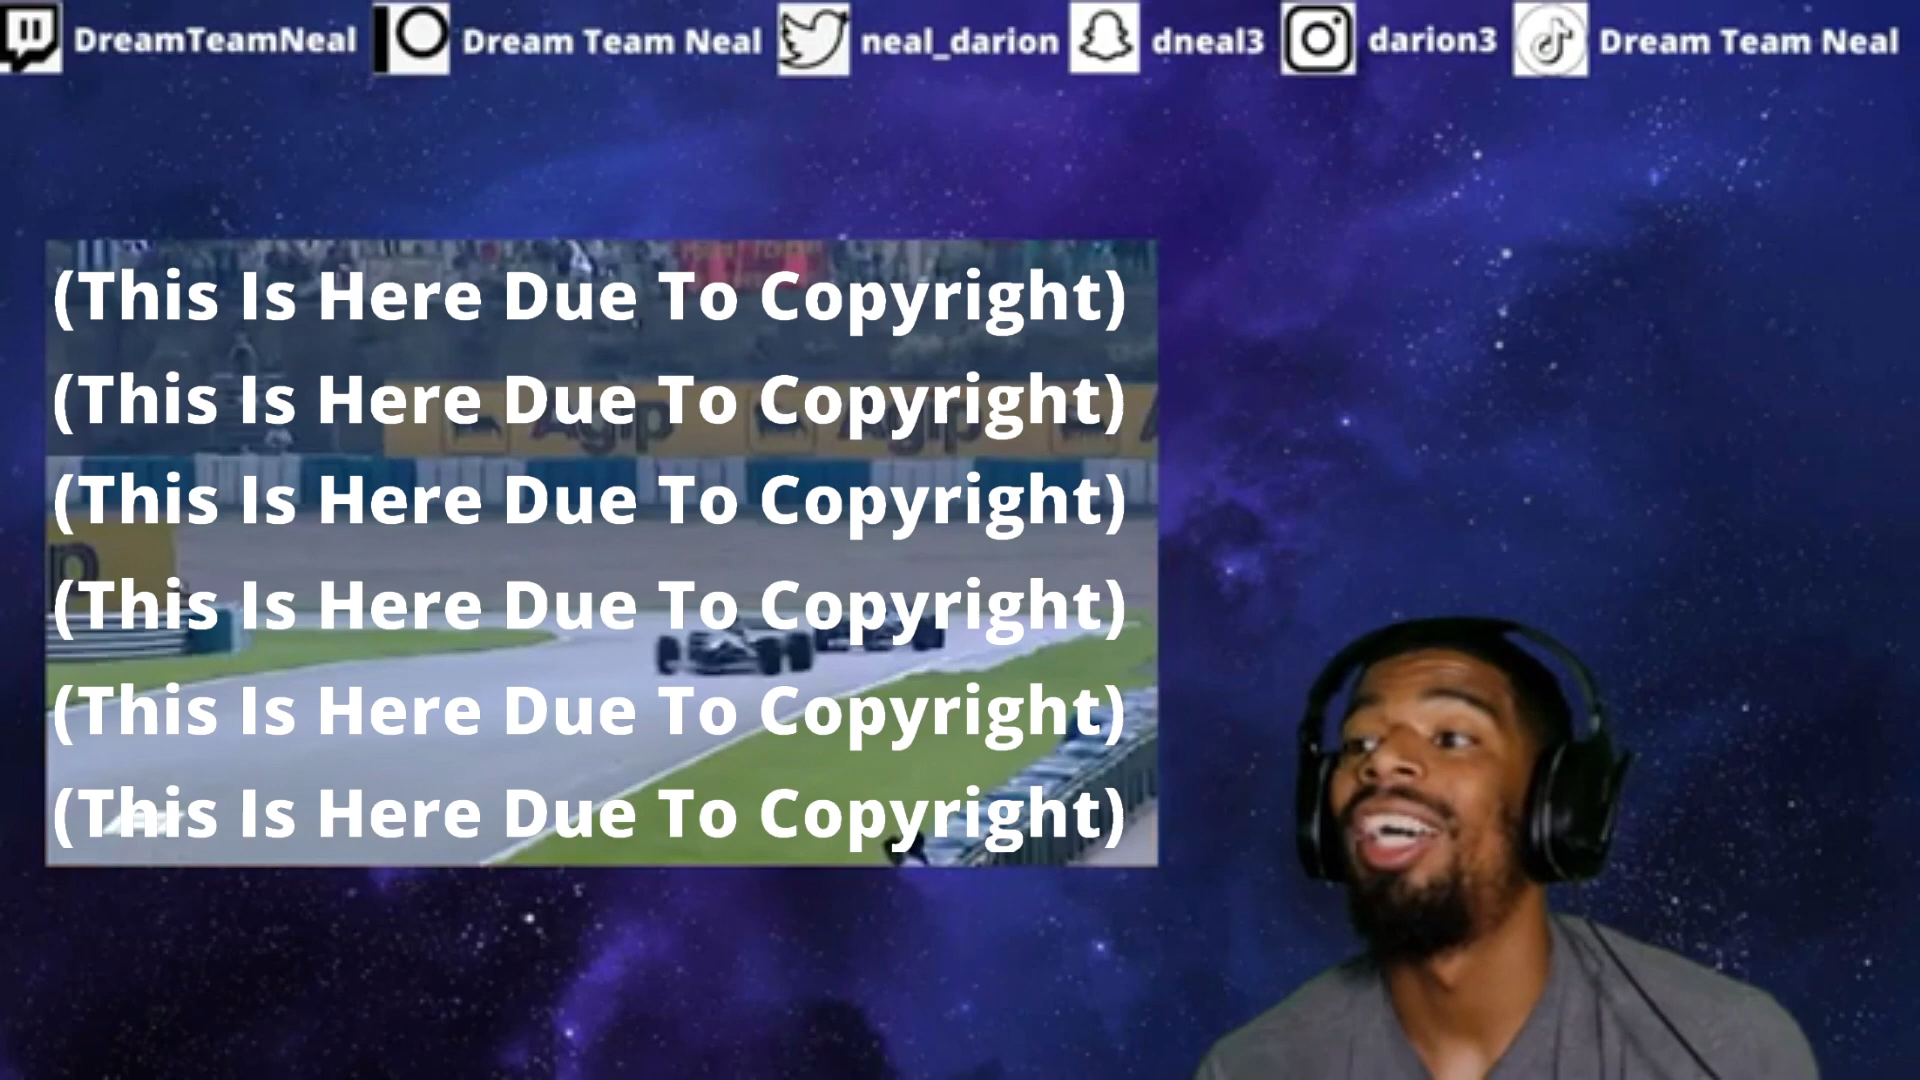 DreamTeamNeal Dream Team Neal neal_darion dneal3 darion3 Dream Team Neal
(This Is Here Due To Copyright)
(This Is Here Due To Copyright)
Agip Agip
(This Is Here Due To Copyright)
(This Is Here Due To Copyright)
(This Is Here Due To Copyright)
(This Is Here Due To Copyright)